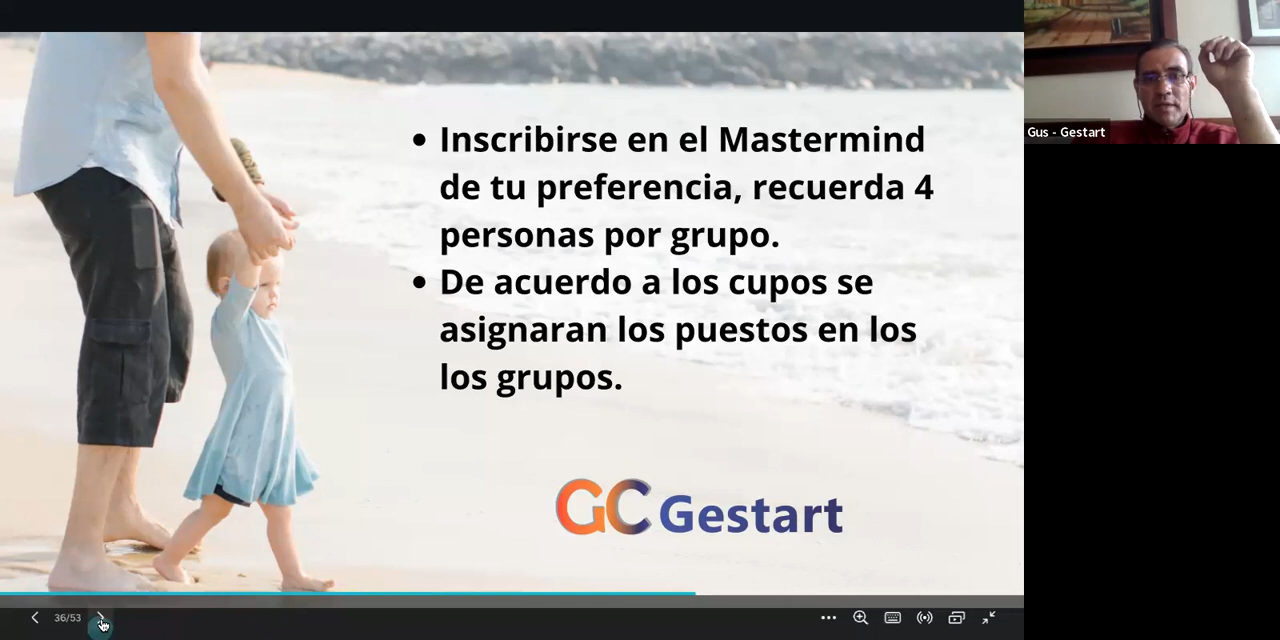 • Inscribirse en el Mastermind
de tu preferencia, recuerda 4
personas por grupo.
• De acuerdo a los cupos se
asignaran los puestos en los
los grupos.
GC Gestart
36/53
Gus - Gestart